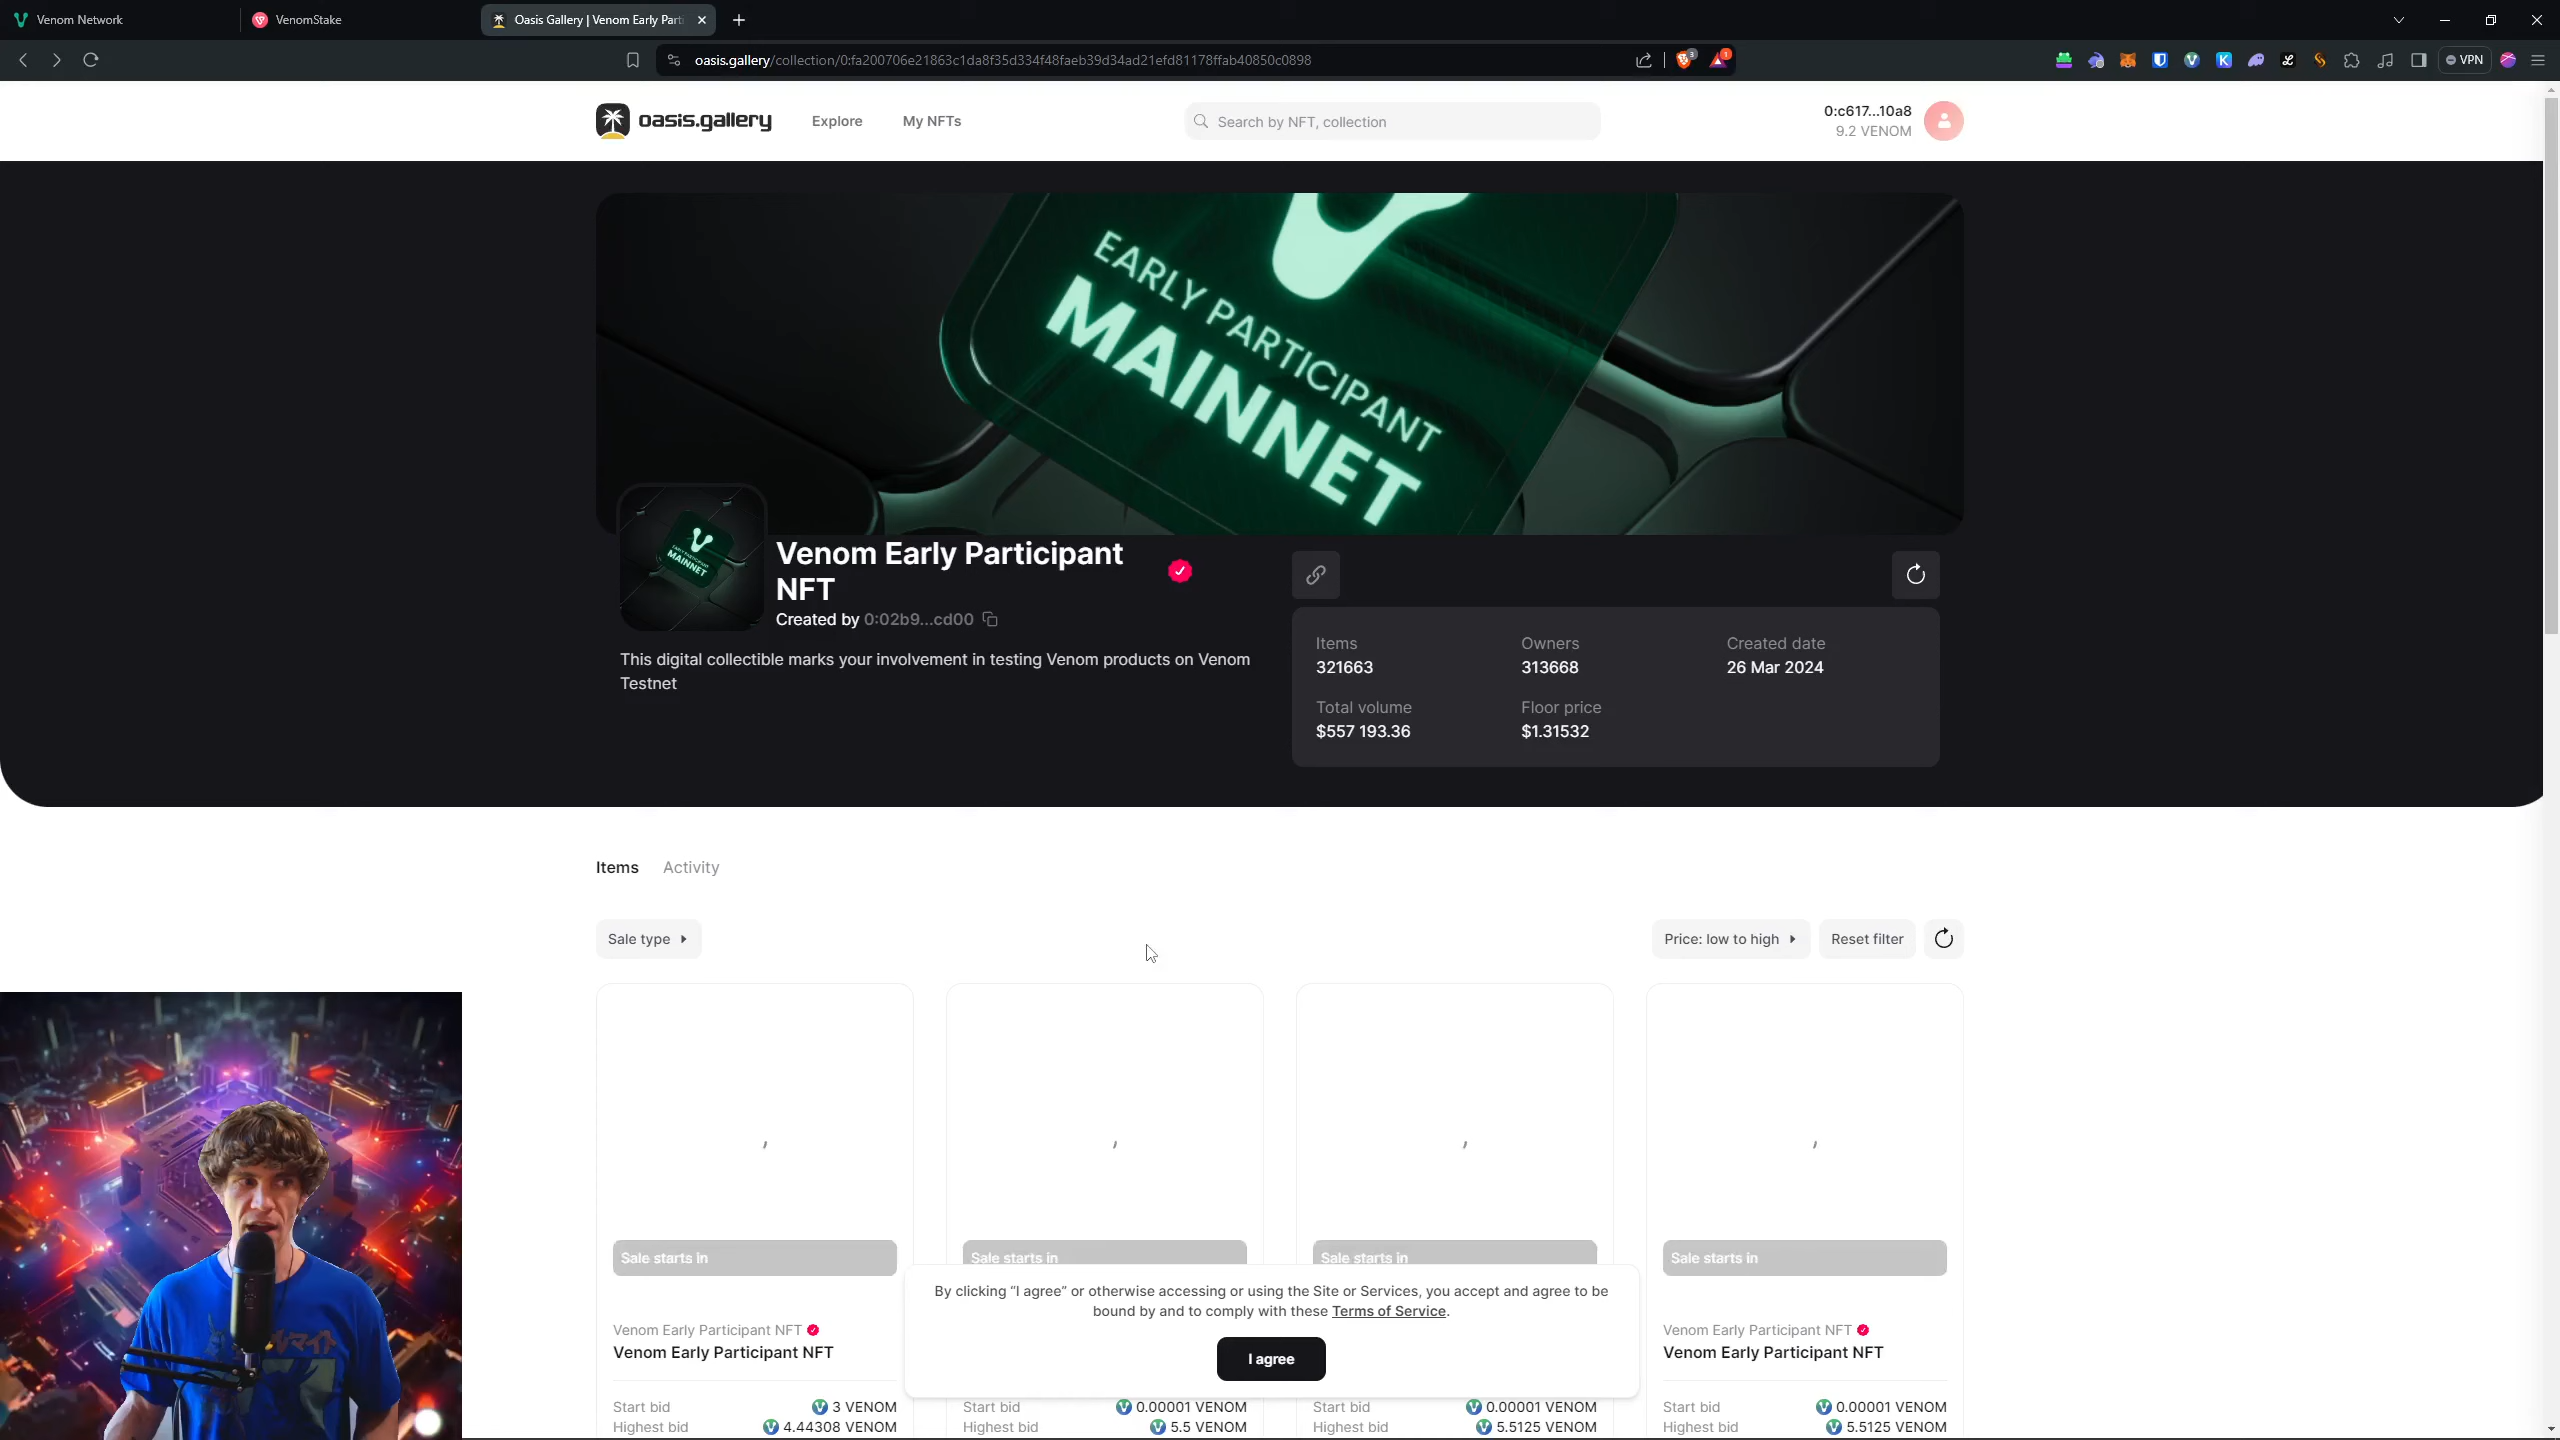 Venom Network
VenomStake
Oasis Gallery | Venom Early Part
oasis.gallery/collection/0:fa200706e21863c1da8f35d334f48faeb39d34ad21efd81178ffab40850c0898
3
1
VPN
oasis.gallery
Explore
My NFTs
Search by NFT, collection
0:c617...10a8
9.2 VENOM
EARLY PARTICIPANT
MAINNET
MAINNET
Venom Early Participant
NFT
Created by 0:02b9...cd00
This digital collectible marks your involvement in testing Venom products on Venom
Testnet
Items
Owners
Created date
321663
313668
26 Mar 2024
Total volume
Floor price
$557 193.36
$1.31532
Items
Activity
Sale type
Price: low to high
Reset filter
Sale starts in
Sale starts in
Sale starts in
Sale starts in
By clicking “I agree” or otherwise accessing or using the Site or Services, you accept and agree to be
bound by and to comply with these Terms of Service.
I agree
Venom Early Participant NFT
Venom Early Participant NFT
Start bid 3 VENOM
Highest bid 4.44308 VENOM
Start bid 0.00001 VENOM
Highest bid 5.5 VENOM
Start bid 0.00001 VENOM
Highest bid 5.5125 VENOM
Venom Early Participant NFT
Venom Early Participant NFT
Start bid 0.00001 VENOM
Highest bid 5.5125 VENOM